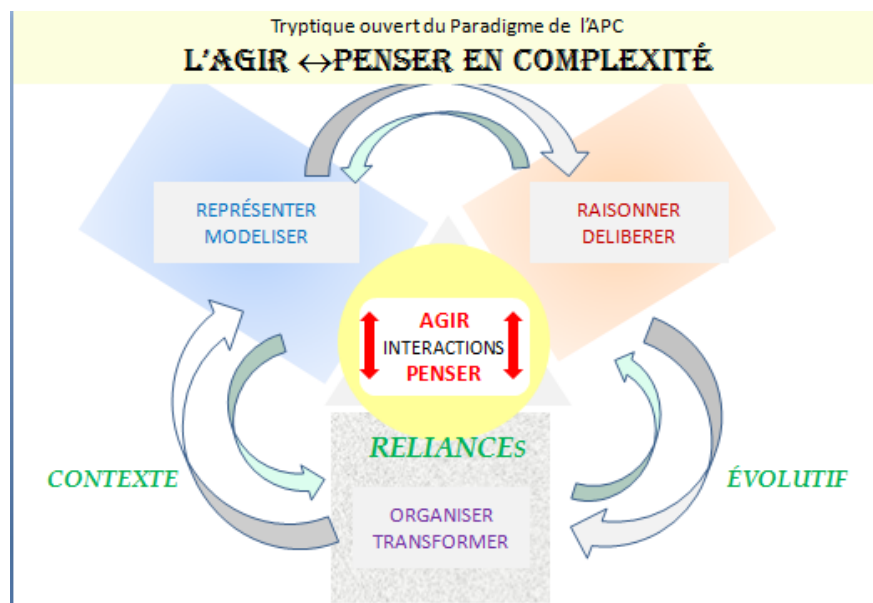 Tryptique ouvert du Paradigme de l'APC
L'AGIR ↔PENSER EN COMPLEXITÉ
REPRÉSENTER
MODELISER
RAISONNER
DELIBERER
AGIR
INTERACTIONS
PENSER
RELIANCEs
CONTEXTE
ÉVOLUTIF
ORGANISER
TRANSFORMER